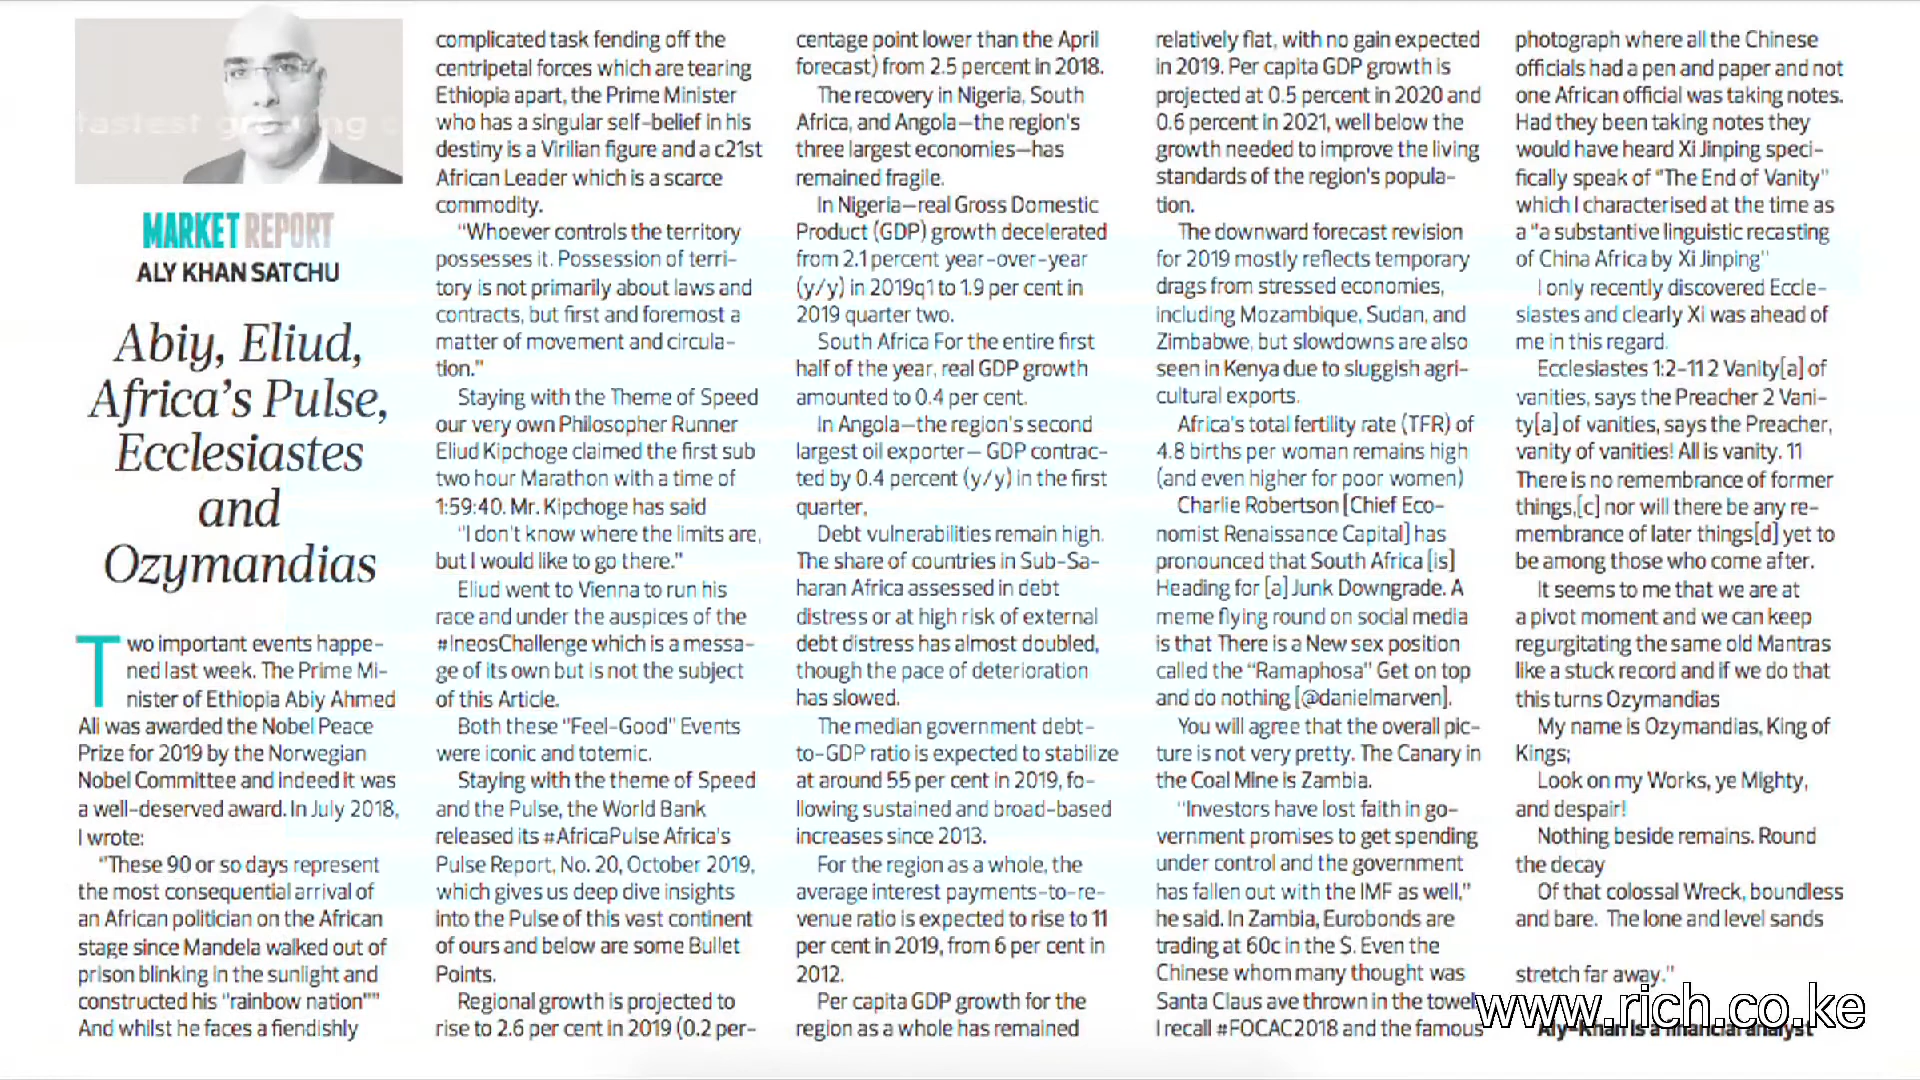 fastest growing
MARKET REPORT
ALY KHAN SATCHU
Abiy, Eliud,
Africa's Pulse,
Ecclesiastes
and
Ozymandias
Two important events happe-
ned last week. The Prime Mi-
nister of Ethiopia Abiy Ahmed
Ali was awarded the Nobel Peace
Prize for 2019 by the Norwegian
Nobel Committee and indeed it was
a well-deserved award. In July 2018,
I wrote:
"These 90 or so days represent
the most consequential arrival of
an African politician on the African
stage since Mandela walked out of
prison blinking in the sunlight and
constructed his "rainbow nation""
And whilst he faces a fiendishly
complicated task fending off the
centripetal forces which are tearing
Ethiopia apart, the Prime Minister
who has a singular self-belief in his
destiny is a Virilian figure and a c21st
African Leader which is a scarce
commodity.
"Whoever controls the territory
possesses it. Possession of terri-
tory is not primarily about laws and
contracts, but first and foremost a
matter of movement and circula-
tion."
Staying with the Theme of Speed
our very own Philosopher Runner
Eliud Kipchoge claimed the first sub
two hour Marathon with a time of
1:59:40. Mr. Kipchoge has said
"I don't know where the limits are,
but I would like to go there."
Eliud went to Vienna to run his
race and under the auspices of the
#IneosChallenge which is a messa-
ge of its own but is not the subject
of this Article.
Both these "Feel-Good" Events
were iconic and totemic.
Staying with the theme of Speed
and the Pulse, the World Bank
released its #AfricaPulse Africa's
Pulse Report, No. 20, October 2019,
which gives us deep dive insights
into the Pulse of this vast continent
of ours and below are some Bullet
Points.
Regional growth is projected to
rise to 2.6 per cent in 2019 (0.2 per-
centage point lower than the April
forecast) from 2.5 percent in 2018.
The recovery in Nigeria, South
Africa, and Angola—the region's
three largest economies—has
remained fragile.
In Nigeria—real Gross Domestic
Product (GDP) growth decelerated
from 2.1 percent year-over-year
(y/y) in 2019q1 to 1.9 per cent in
2019 quarter two.
South Africa For the entire first
half of the year, real GDP growth
amounted to 0.4 per cent.
In Angola—the region's second
largest oil exporter— GDP contrac-
ted by 0.4 percent (y/y) in the first
quarter,
Debt vulnerabilities remain high.
The share of countries in Sub-Sa-
haran Africa assessed in debt
distress or at high risk of external
debt distress has almost doubled,
though the pace of deterioration
has slowed.
The median government debt-
to-GDP ratio is expected to stabilize
at around 55 per cent in 2019, fo-
llowing sustained and broad-based
increases since 2013.
For the region as a whole, the
average interest payments-to-re-
venue ratio is expected to rise to 11
per cent in 2019, from 6 per cent in
2012.
Per capita GDP growth for the
region as a whole has remained
relatively flat, with no gain expected
in 2019. Per capita GDP growth is
projected at 0.5 percent in 2020 and
0.6 percent in 2021, well below the
growth needed to improve the living
standards of the region's popula-
tion.
The downward forecast revision
for 2019 mostly reflects temporary
drags from stressed economies,
including Mozambique, Sudan, and
Zimbabwe, but slowdowns are also
seen in Kenya due to sluggish agri-
cultural exports.
Africa's total fertility rate (TFR) of
4.8 births per woman remains high
(and even higher for poor women)
Charlie Robertson [Chief Eco-
nomist Renaissance Capital] has
pronounced that South Africa [is]
Heading for [a] Junk Downgrade. A
meme flying round on social media
is that There is a New sex position
called the "Ramaphosa" Get on top
and do nothing [@danielmarven].
You will agree that the overall pic-
ture is not very pretty. The Canary in
the Coal Mine is Zambia.
"Investors have lost faith in go-
vernment promises to get spending
under control and the government
has fallen out with the IMF as well,"
he said. In Zambia, Eurobonds are
trading at 60c in the $. Even the
Chinese whom many thought was
Santa Claus ave thrown in the towel
I recall #FOCAC2018 and the famous
photograph where all the Chinese
officials had a pen and paper and not
one African official was taking notes.
Had they been taking notes they
would have heard Xi Jinping speci-
fically speak of "The End of Vanity"
which I characterised at the time as
a "a substantive linguistic recasting
of China Africa by Xi Jinping"
I only recently discovered Eccle-
siastes and clearly Xi was ahead of
me in this regard.
Ecclesiastes 1:2-11 2 Vanity[a] of
vanities, says the Preacher 2 Vani-
ty[a] of vanities, says the Preacher,
vanity of vanities! All is vanity. 11
There is no remembrance of former
things,[c] nor will there be any re-
membrance of later things[d] yet to
be among those who come after.
It seems to me that we are at
a pivot moment and we can keep
regurgitating the same old Mantras
like a stuck record and if we do that
this turns Ozymandias
My name is Ozymandias, King of
Kings;
Look on my Works, ye Mighty,
and despair!
Nothing beside remains. Round
the decay
Of that colossal Wreck, boundless
and bare. The lone and level sands
stretch far away."
www.rich.co.ke
Aly-Khan is a financial analyst